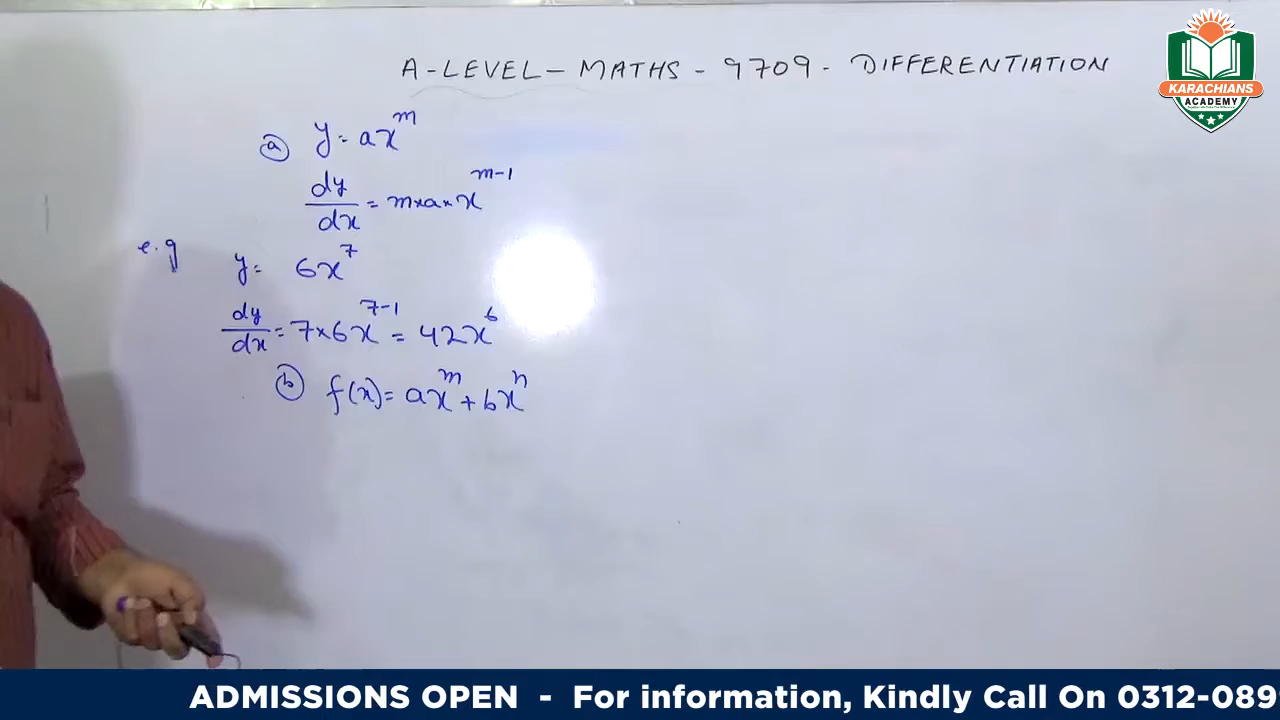 A-LEVEL-MATHS-9709-DIFFERENTIATION
KARACHIANS
ACADEMY
ⓐ y = ax^m
dy/dx = m×a×x^{m-1}
e.g y = 6x^7
dy/dx = 7×6x^{7-1} = 42x^6
ⓑ f(x) = ax^m + bx^n
ADMISSIONS OPEN - For information, Kindly Call On 0312-089